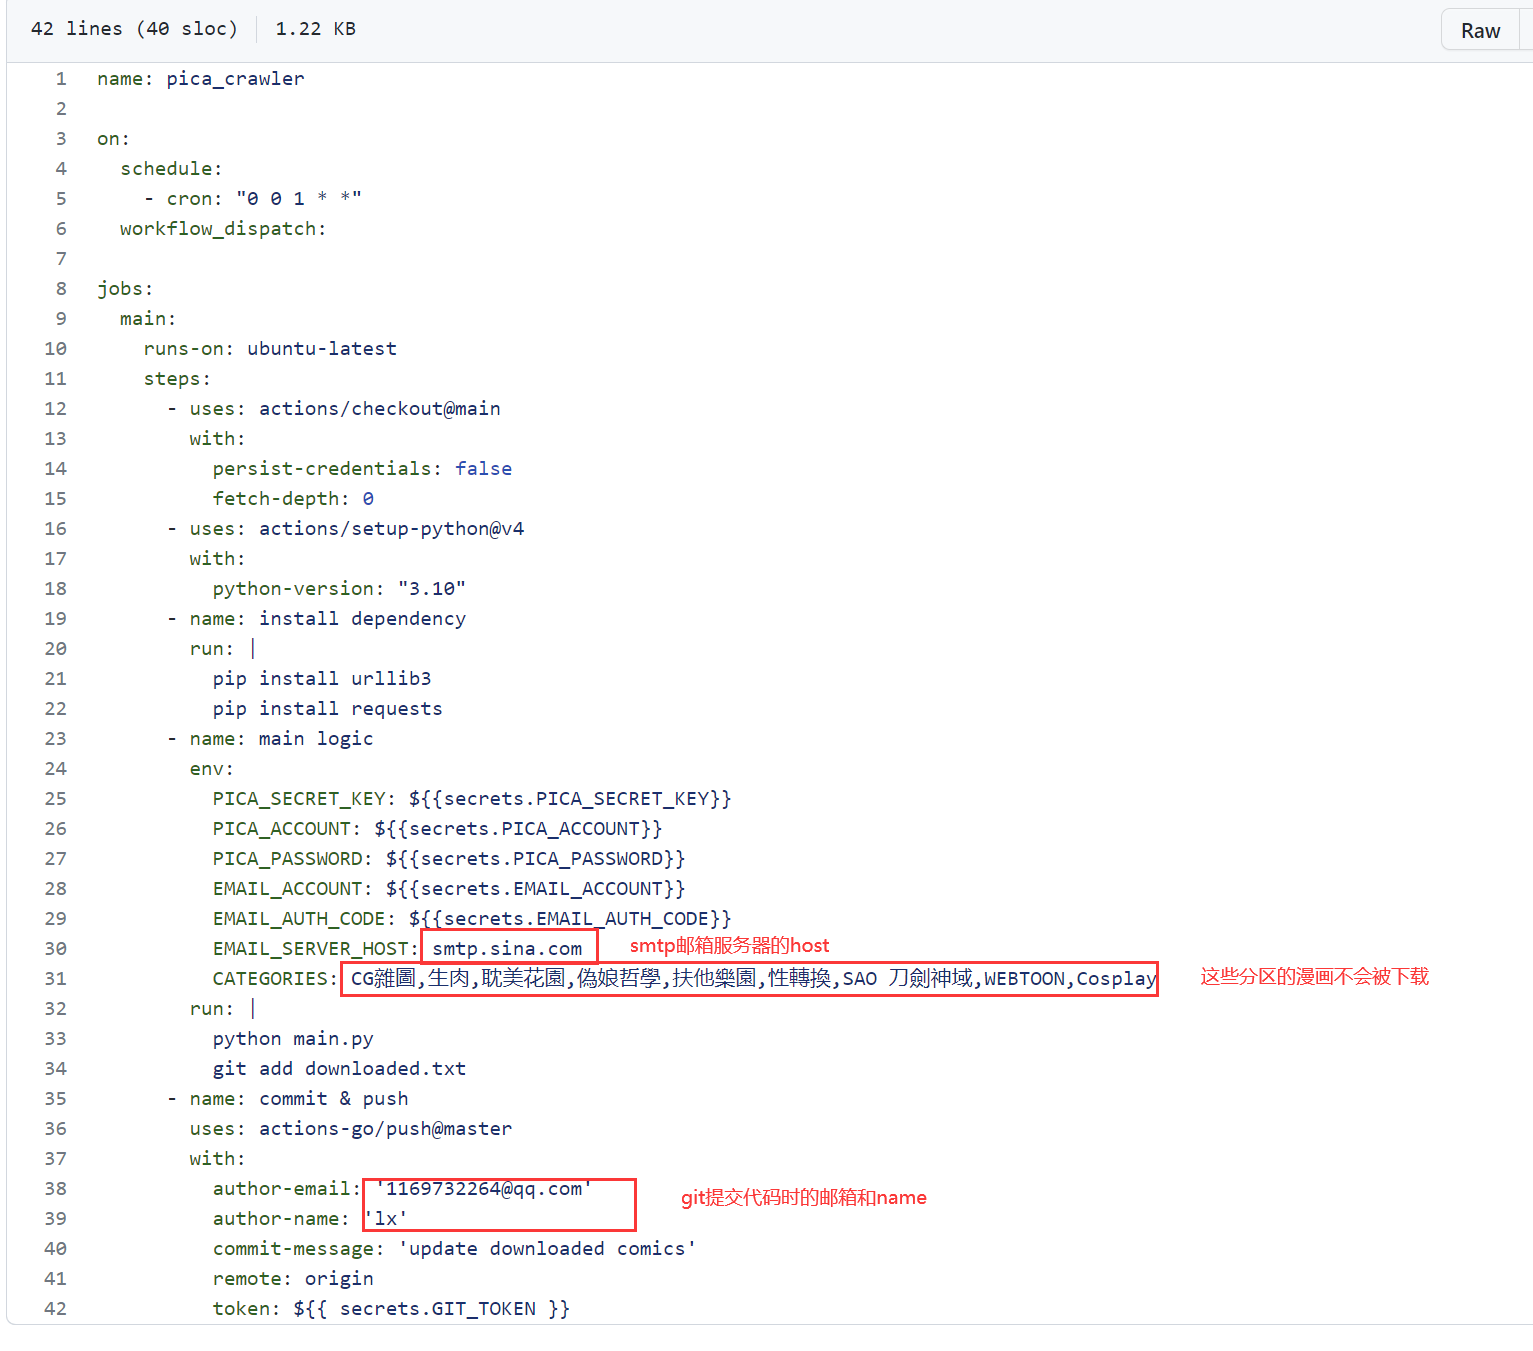 42 lines (40 sloc) 1.22 KB Raw
1 name: pica_crawler
2
3 on:
4 schedule:
5 - cron: "0 0 1 * *"
6 workflow_dispatch:
7
8 jobs:
9 main:
10 runs-on: ubuntu-latest
11 steps:
12 - uses: actions/checkout@main
13 with:
14 persist-credentials: false
15 fetch-depth: 0
16 - uses: actions/setup-python@v4
17 with:
18 python-version: "3.10"
19 - name: install dependency
20 run: |
21 pip install urllib3
22 pip install requests
23 - name: main logic
24 env:
25 PICA_SECRET_KEY: ${{secrets.PICA_SECRET_KEY}}
26 PICA_ACCOUNT: ${{secrets.PICA_ACCOUNT}}
27 PICA_PASSWORD: ${{secrets.PICA_PASSWORD}}
28 EMAIL_ACCOUNT: ${{secrets.EMAIL_ACCOUNT}}
29 EMAIL_AUTH_CODE: ${{secrets.EMAIL_AUTH_CODE}}
30 EMAIL_SERVER_HOST: smtp.sina.com smtp邮箱服务器的host
31 CATEGORIES: CG雜圖,生肉,耽美花園,偽娘哲學,扶他樂園,性轉換,SAO 刀劍神域,WEBTOON,Cosplay 这些分区的漫画不会被下载
32 run: |
33 python main.py
34 git add downloaded.txt
35 - name: commit & push
36 uses: actions-go/push@master
37 with:
38 author-email: '1169732264@qq.com' git提交代码时的邮箱和name
39 author-name: 'lx'
40 commit-message: 'update downloaded comics'
41 remote: origin
42 token: ${{ secrets.GIT_TOKEN }}